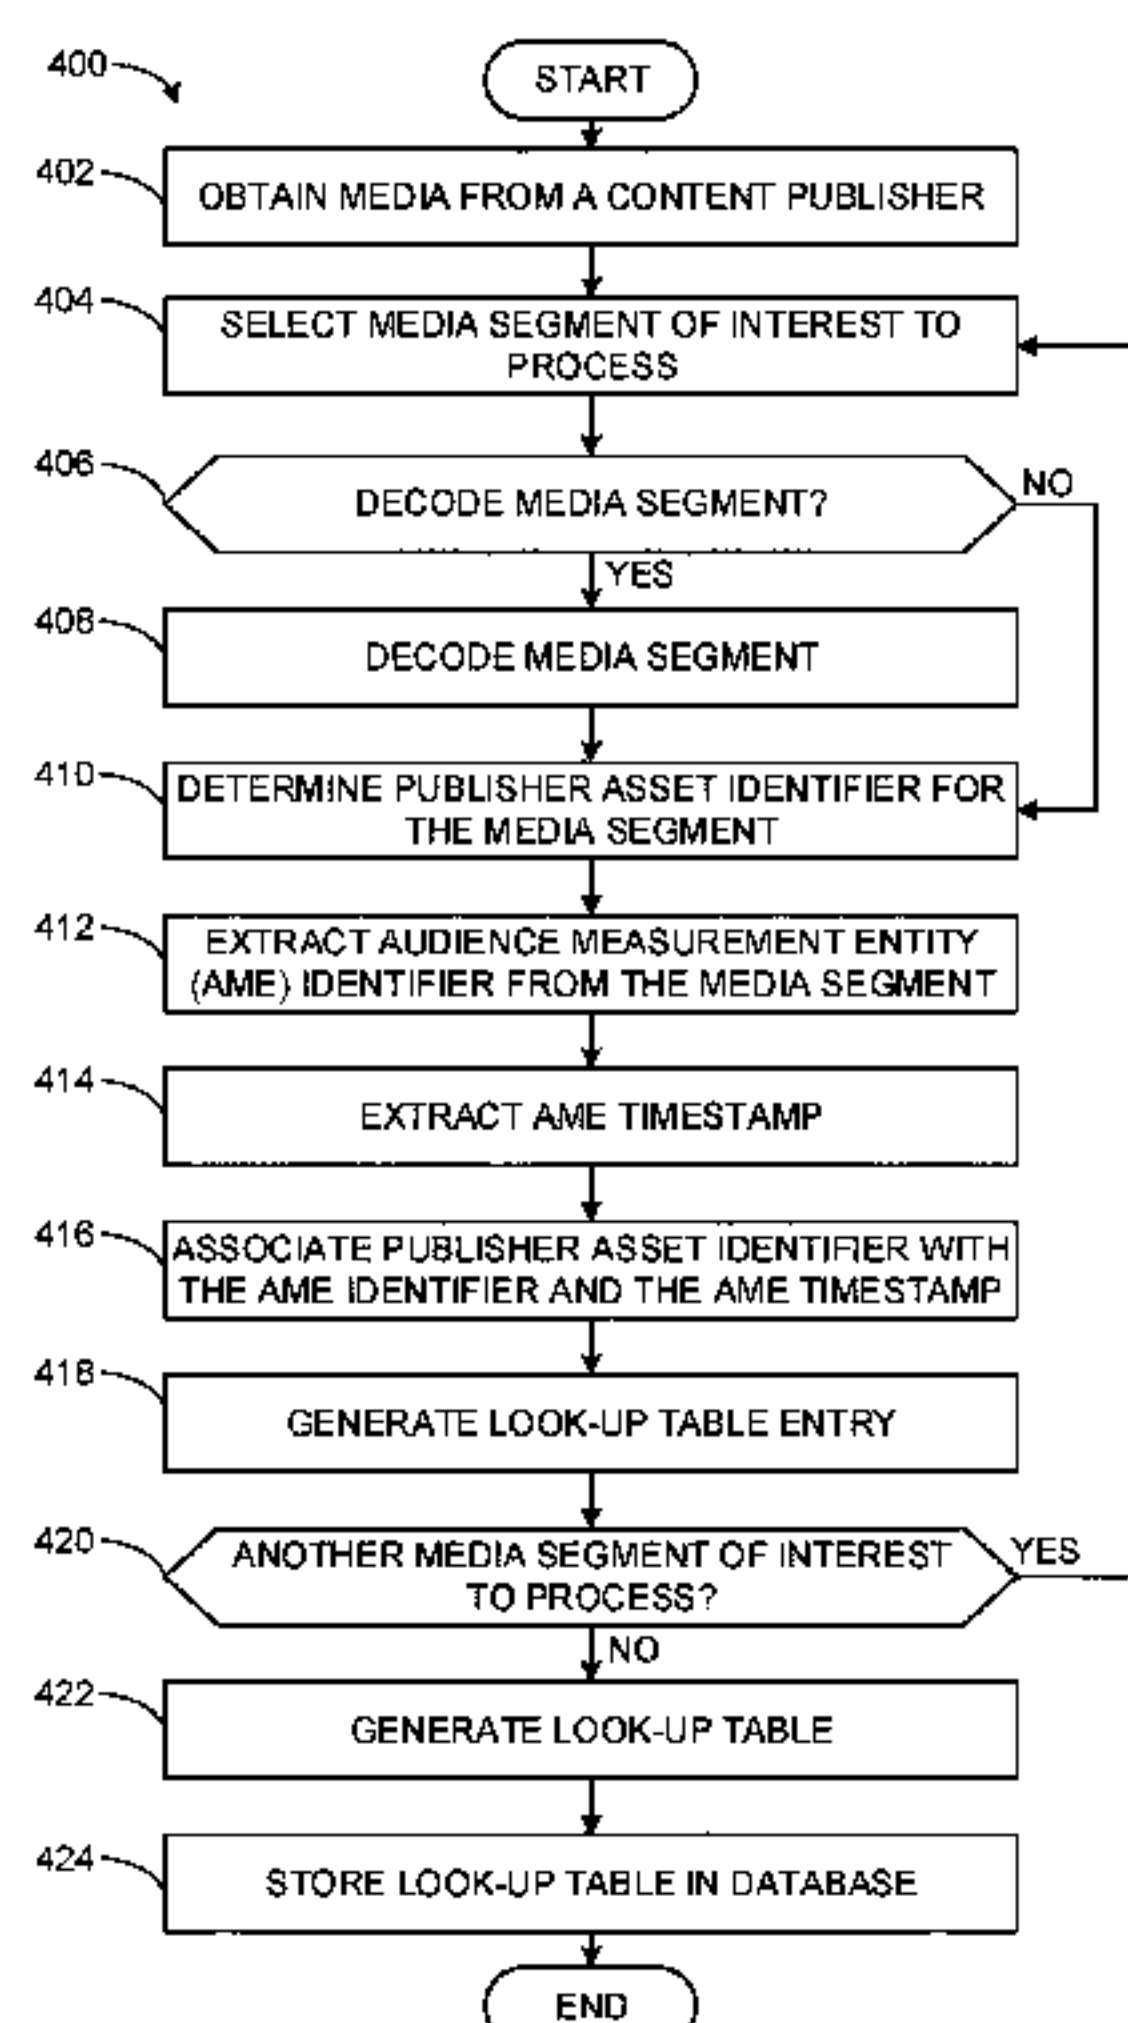 400
START
402
OBTAIN MEDIA FROM A CONTENT PUBLISHER
404
SELECT MEDIA SEGMENT OF INTEREST TO
PROCESS
406
DECODE MEDIA SEGMENT?
NO
YES
408
DECODE MEDIA SEGMENT
410
DETERMINE PUBLISHER ASSET IDENTIFIER FOR
THE MEDIA SEGMENT
412
EXTRACT AUDIENCE MEASUREMENT ENTITY
(AME) IDENTIFIER FROM THE MEDIA SEGMENT
414
EXTRACT AME TIMESTAMP
416
ASSOCIATE PUBLISHER ASSET IDENTIFIER WITH
THE AME IDENTIFIER AND THE AME TIMESTAMP
418
GENERATE LOOK-UP TABLE ENTRY
420
ANOTHER MEDIA SEGMENT OF INTEREST
TO PROCESS?
YES
NO
422
GENERATE LOOK-UP TABLE
424
STORE LOOK-UP TABLE IN DATABASE
END